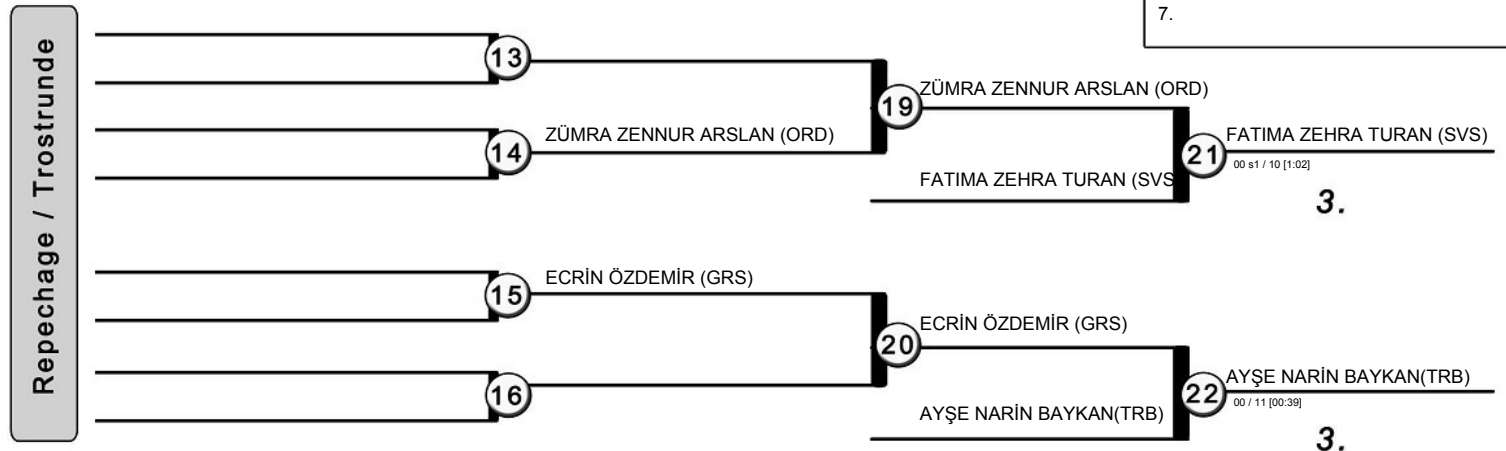 Repechage / Trostrunde
7.
13
19
ZÜMRA ZENNUR ARSLAN (ORD)
14
ZÜMRA ZENNUR ARSLAN (ORD)
21
FATIMA ZEHRA TURAN (SVS)
00 s1 / 10 [1:02]
FATIMA ZEHRA TURAN (SVS
3.
15
ECRİN ÖZDEMİR (GRS)
20
ECRİN ÖZDEMİR (GRS)
16
22
AYŞE NARİN BAYKAN(TRB)
00 / 11 [00:39]
AYŞE NARİN BAYKAN(TRB)
3.